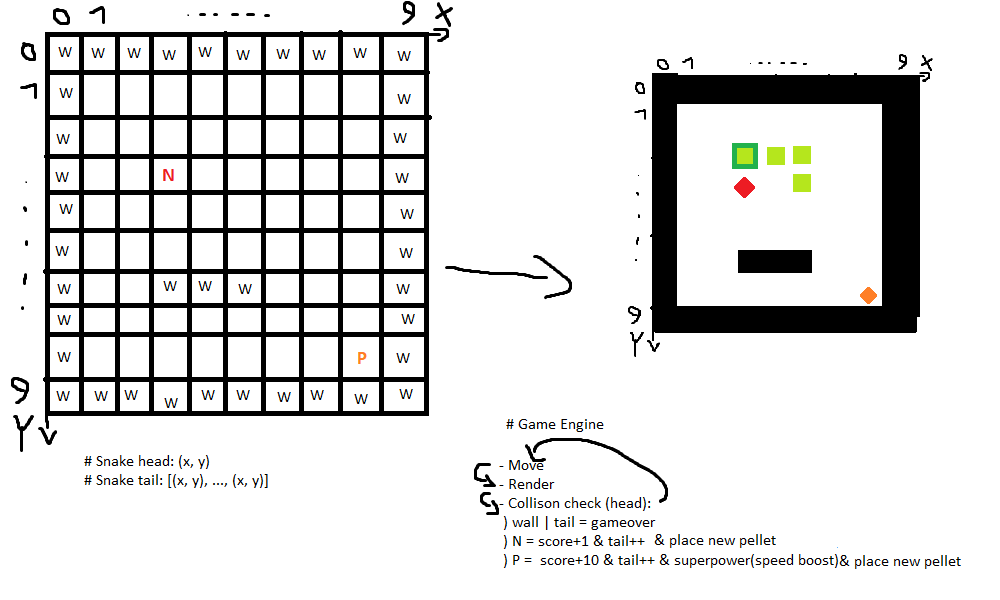 0 1 ...... 9 X
0 W W W W W W W W W W
1 W W
W W
W N W
W W
W W
W W W W W
W W
W P W
9 W W W W W W W W W W
Y
# Snake head: (x, y)
# Snake tail: [(x, y), ..., (x, y)]
0 1 ...... 9 X
0
1
9
Y
# Game Engine
- Move
- Render
- Collison check (head):
) wall | tail = gameover
) N = score+1 & tail++ & place new pellet
) P = score+10 & tail++ & superpower(speed boost)& place new pellet